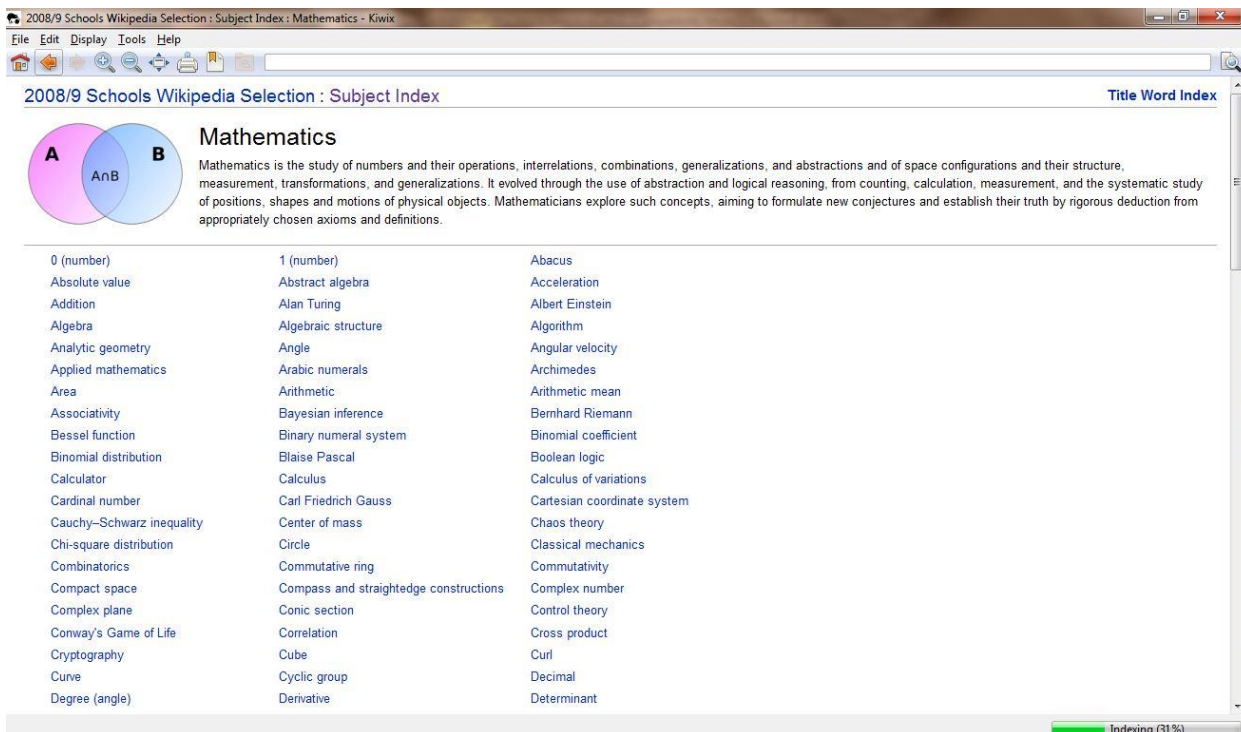 2008/9 Schools Wikipedia Selection : Subject Index : Mathematics - Kiwix
File Edit Display Tools Help
2008/9 Schools Wikipedia Selection : Subject Index Title Word Index
A B
A∩B
Mathematics
Mathematics is the study of numbers and their operations, interrelations, combinations, generalizations, and abstractions and of space configurations and their structure,
measurement, transformations, and generalizations. It evolved through the use of abstraction and logical reasoning, from counting, calculation, measurement, and the systematic study
of positions, shapes and motions of physical objects. Mathematicians explore such concepts, aiming to formulate new conjectures and establish their truth by rigorous deduction from
appropriately chosen axioms and definitions.
0 (number) 1 (number) Abacus
Absolute value Abstract algebra Acceleration
Addition Alan Turing Albert Einstein
Algebra Algebraic structure Algorithm
Analytic geometry Angle Angular velocity
Applied mathematics Arabic numerals Archimedes
Area Arithmetic Arithmetic mean
Associativity Bayesian inference Bernhard Riemann
Bessel function Binary numeral system Binomial coefficient
Binomial distribution Blaise Pascal Boolean logic
Calculator Calculus Calculus of variations
Cardinal number Carl Friedrich Gauss Cartesian coordinate system
Cauchy–Schwarz inequality Center of mass Chaos theory
Chi-square distribution Circle Classical mechanics
Combinatorics Commutative ring Commutativity
Compact space Compass and straightedge constructions Complex number
Complex plane Conic section Control theory
Conway's Game of Life Correlation Cross product
Cryptography Cube Curl
Curve Cyclic group Decimal
Degree (angle) Derivative Determinant
Indexing (31%)